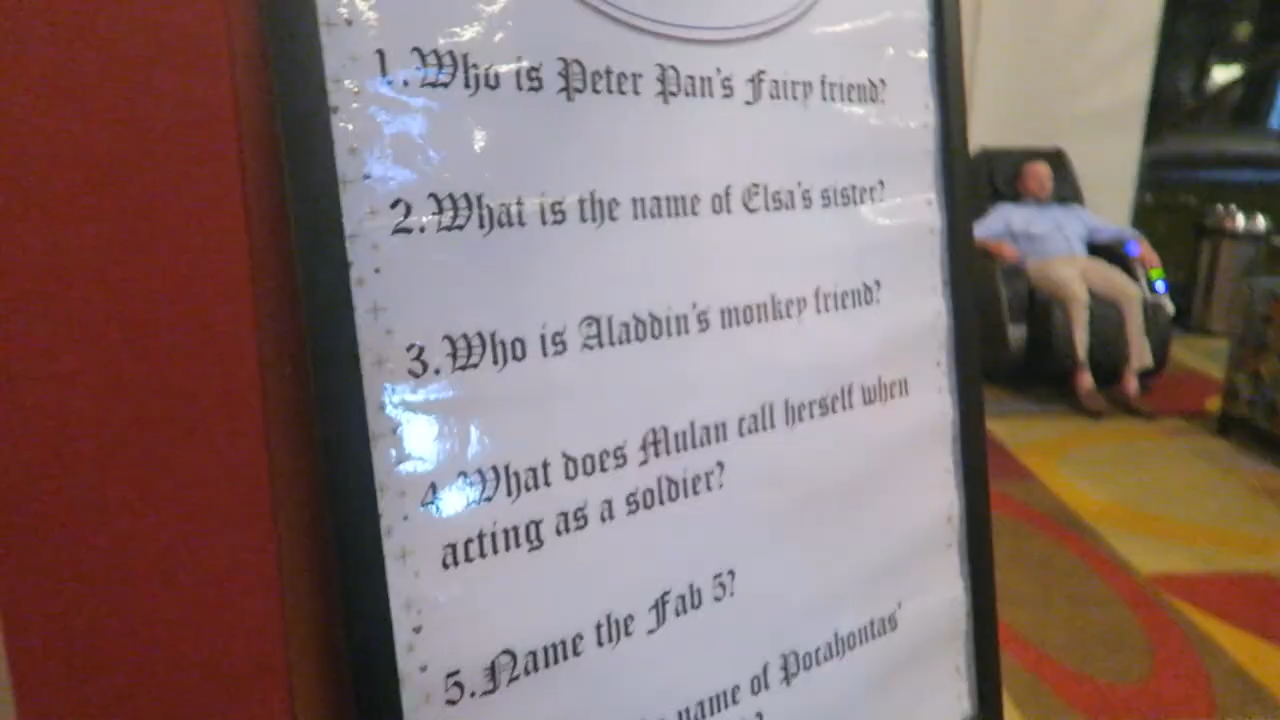 1.Who is Peter Pan's Fairy friend?
2.What is the name of Elsa's sister?
3.Who is Aladdin's monkey friend?
4.What does Mulan call herself when
acting as a soldier?
5.Name the Fab 5?
name of Pocahontas'
?